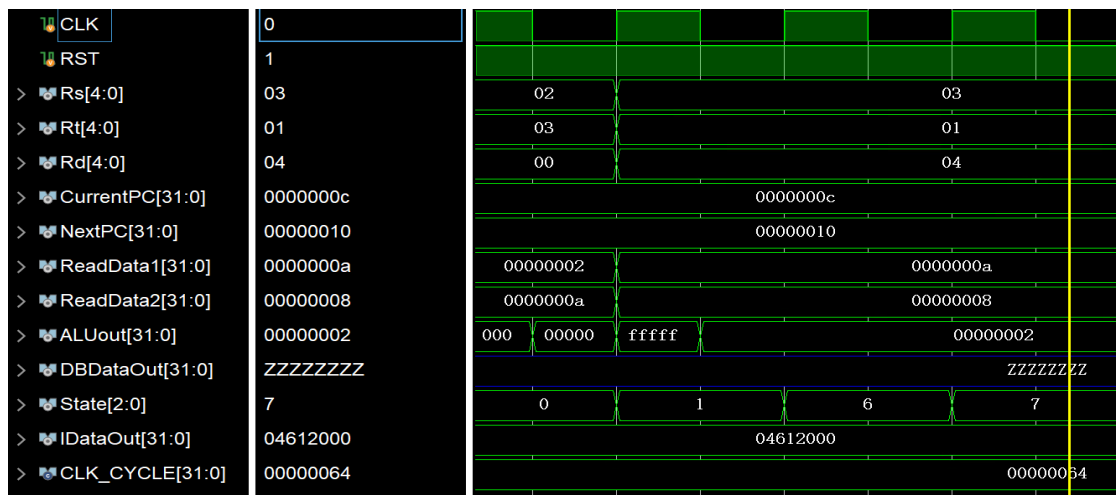 CLK 0
RST 1
> Rs[4:0] 03 02 03
> Rt[4:0] 01 03 01
> Rd[4:0] 04 00 04
> CurrentPC[31:0] 0000000c 0000000c
> NextPC[31:0] 00000010 00000010
> ReadData1[31:0] 0000000a 00000002 0000000a
> ReadData2[31:0] 00000008 0000000a 00000008
> ALUout[31:0] 00000002 000 00000 fffff 00000002
> DBDataOut[31:0] ZZZZZZZZ ZZZZZZZZ
> State[2:0] 7 0 1 6 7
> IDataOut[31:0] 04612000 04612000
> CLK_CYCLE[31:0] 00000064 00000064